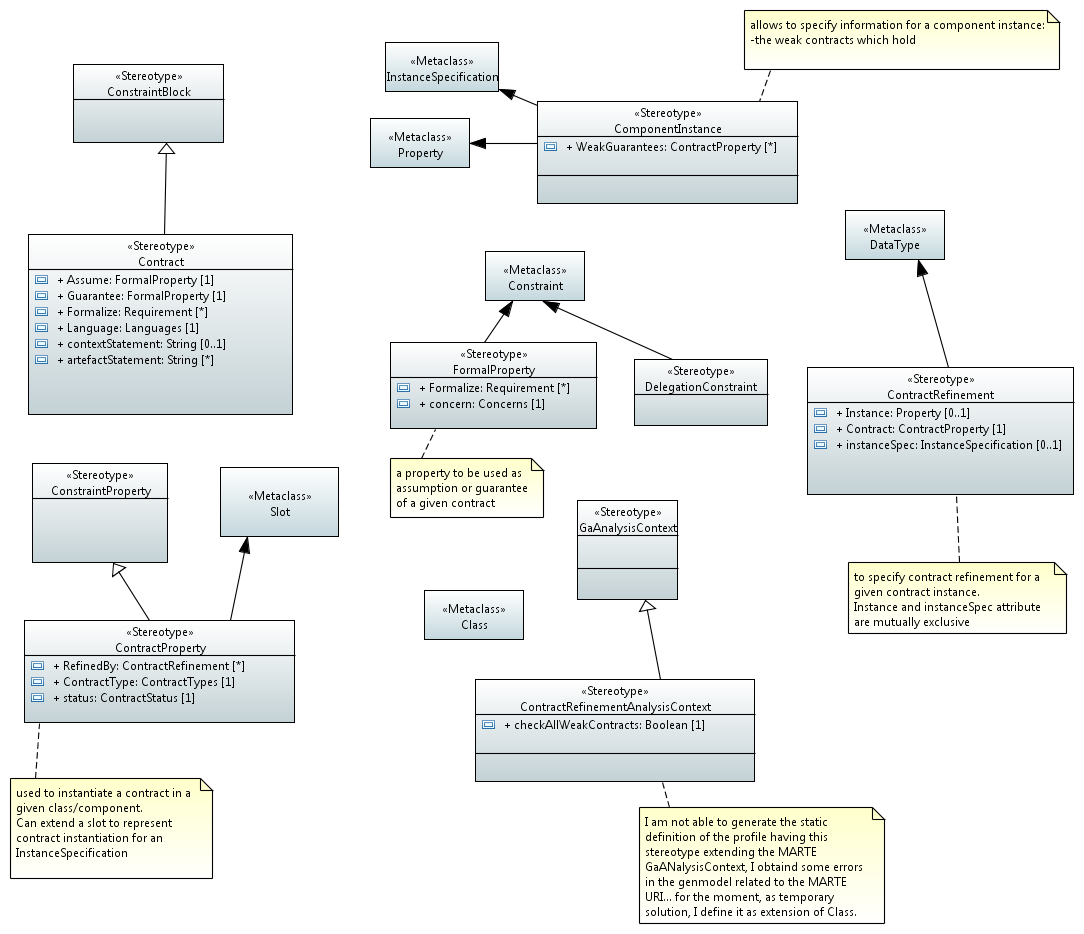 allows to specify information for a component instance:
-the weak contracts which hold
«Metaclass»
InstanceSpecification
«Stereotype»
ConstraintBlock
«Stereotype»
ComponentInstance
+ WeakGuarantees: ContractProperty [*]
«Metaclass»
Property
«Metaclass»
DataType
«Stereotype»
Contract
+ Assume: FormalProperty [1]
+ Guarantee: FormalProperty [1]
+ Formalize: Requirement [*]
+ Language: Languages [1]
+ contextStatement: String [0..1]
+ artefactStatement: String [*]
«Metaclass»
Constraint
«Stereotype»
FormalProperty
+ Formalize: Requirement [*]
+ concern: Concerns [1]
«Stereotype»
DelegationConstraint
«Stereotype»
ContractRefinement
+ Instance: Property [0..1]
+ Contract: ContractProperty [1]
+ instanceSpec: InstanceSpecification [0..1]
a property to be used as
assumption or guarantee
of a given contract
«Stereotype»
ConstraintProperty
«Metaclass»
Slot
«Stereotype»
GaAnalysisContext
to specify contract refinement for a
given contract instance.
Instance and instanceSpec attribute
are mutually exclusive
«Metaclass»
Class
«Stereotype»
ContractProperty
+ RefinedBy: ContractRefinement [*]
+ ContractType: ContractTypes [1]
+ status: ContractStatus [1]
«Stereotype»
ContractRefinementAnalysisContext
+ checkAllWeakContracts: Boolean [1]
used to instantiate a contract in a
given class/component.
Can extend a slot to represent
contract instantiation for an
InstanceSpecification
I am not able to generate the static
definition of the profile having this
stereotype extending the MARTE
GaANalysisContext, I obtaind some errors
in the genmodel related to the MARTE
URI... for the moment, as temporary
solution, I define it as extension of Class.